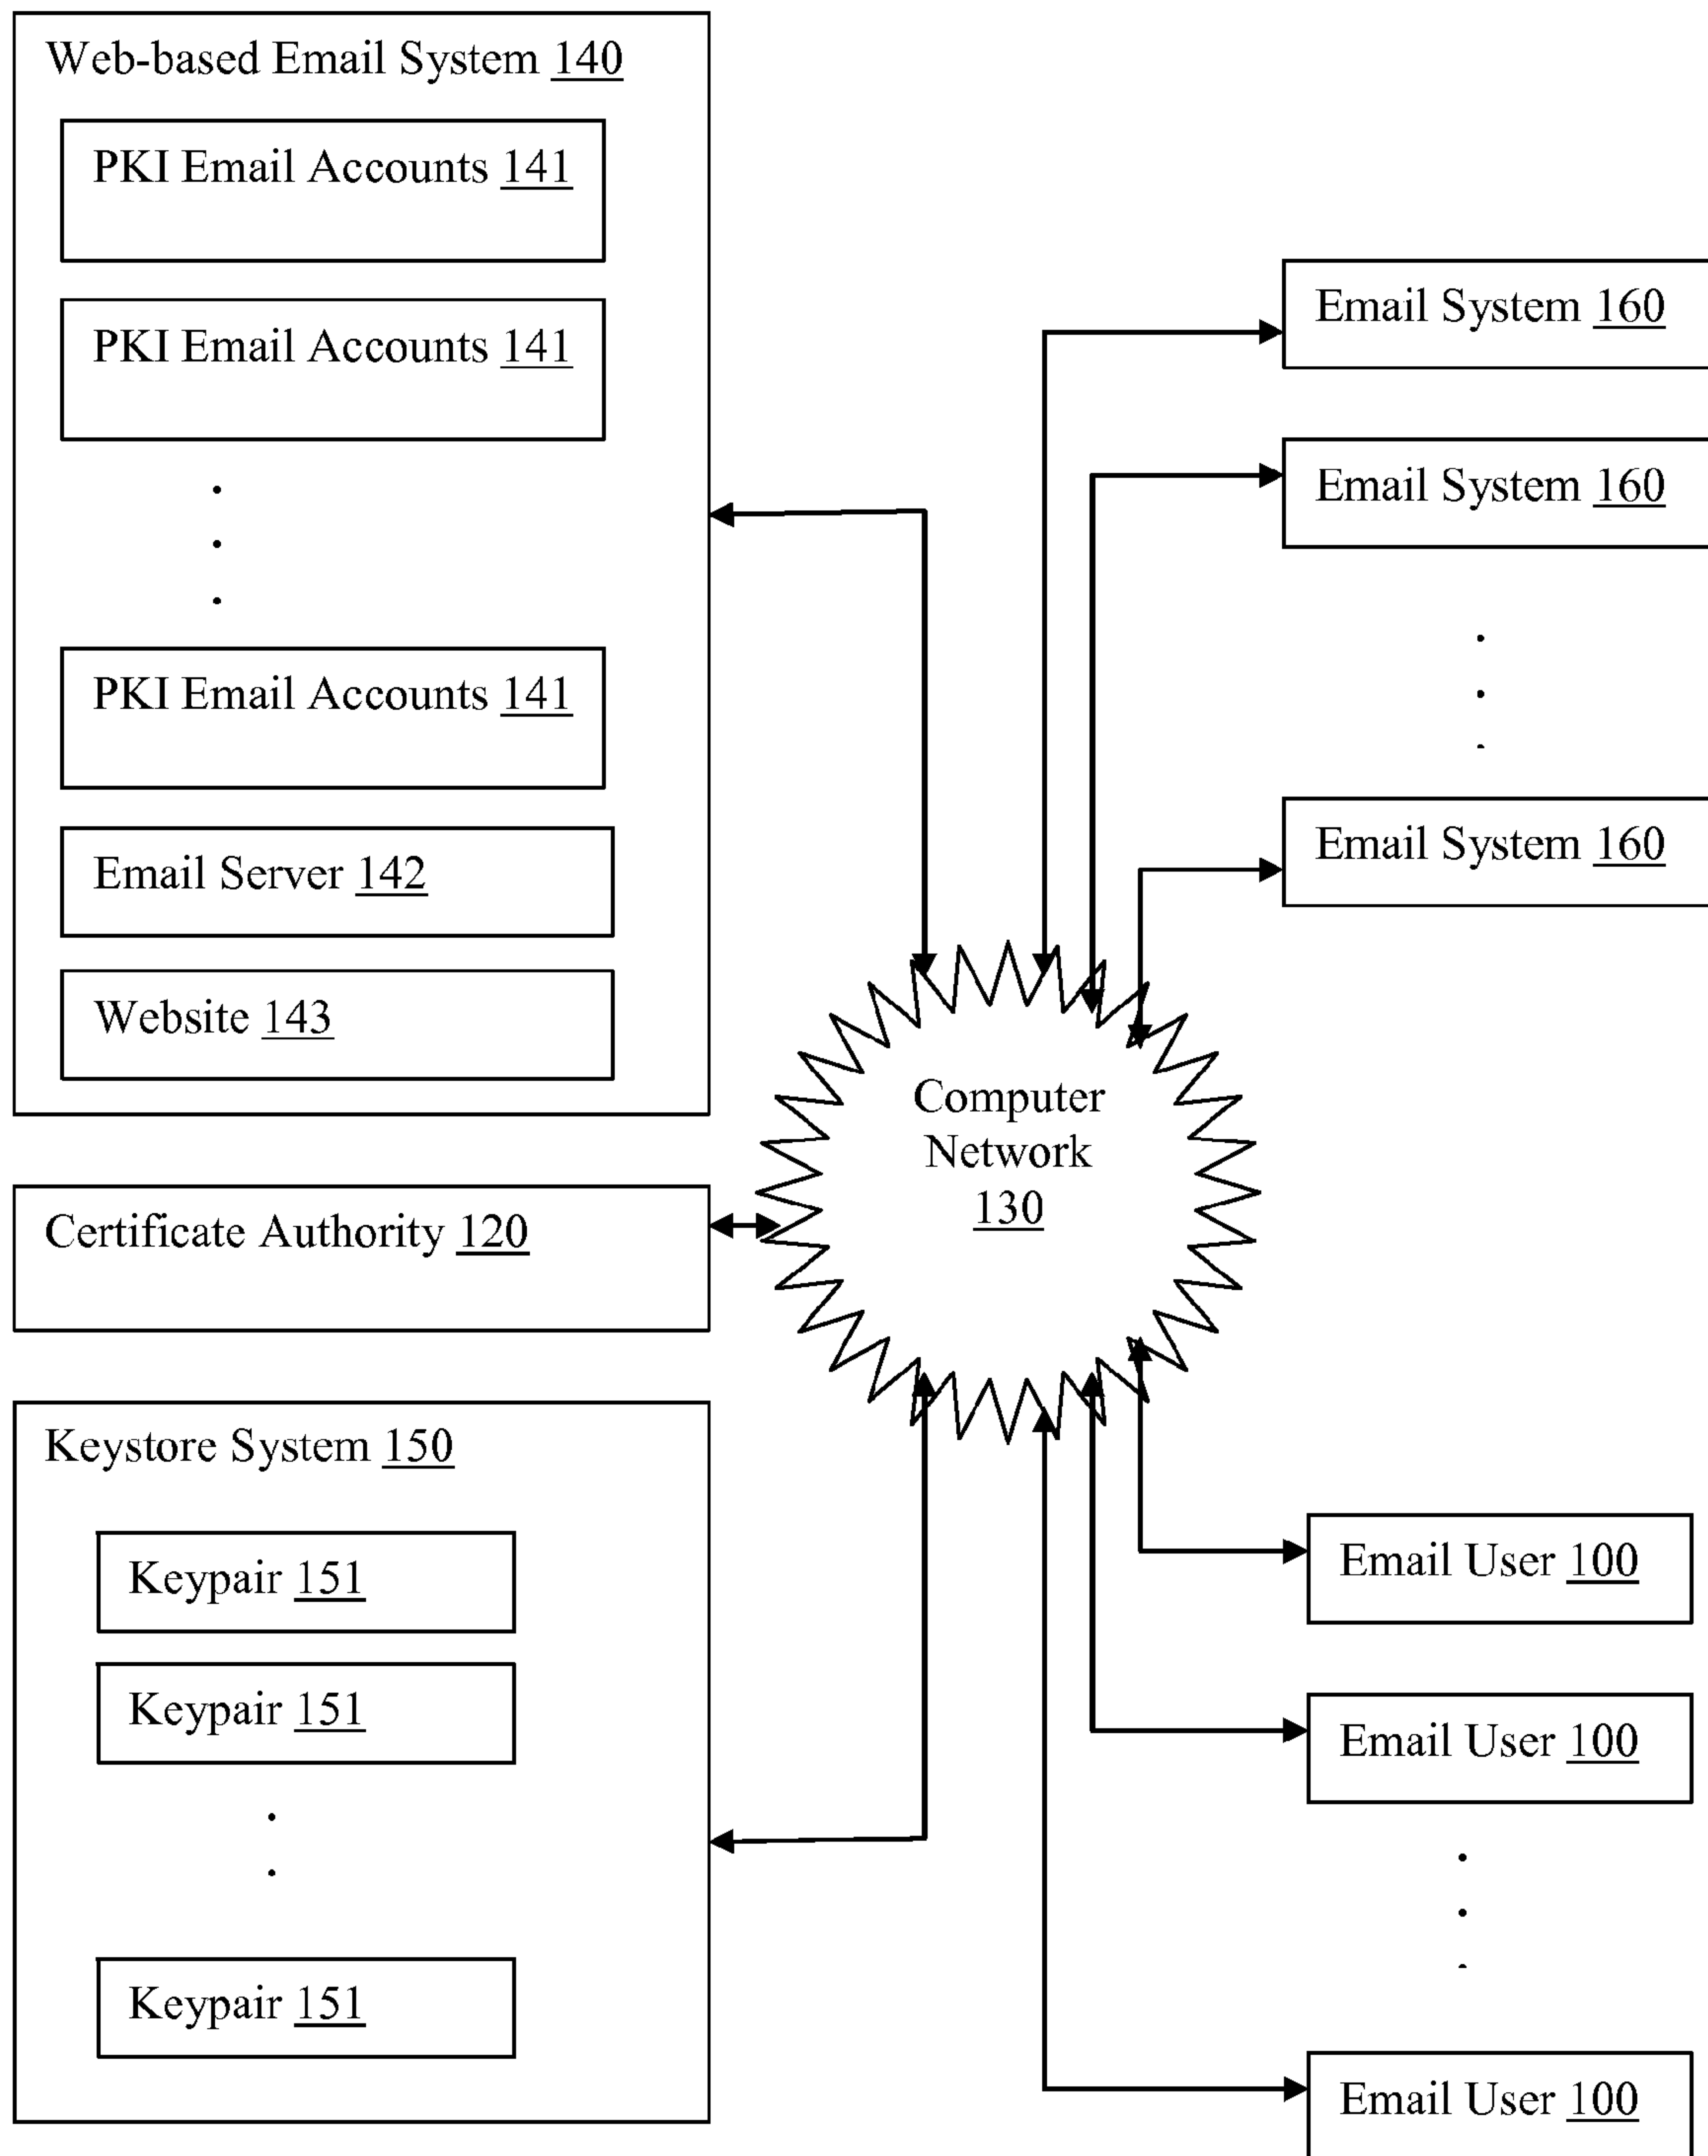 Web-based Email System 140
PKI Email Accounts 141
PKI Email Accounts 141
PKI Email Accounts 141
Email Server 142
Website 143
Certificate Authority 120
Keystore System 150
Keypair 151
Keypair 151
Keypair 151
Computer
Network
130
Email System 160
Email System 160
Email System 160
Email User 100
Email User 100
Email User 100